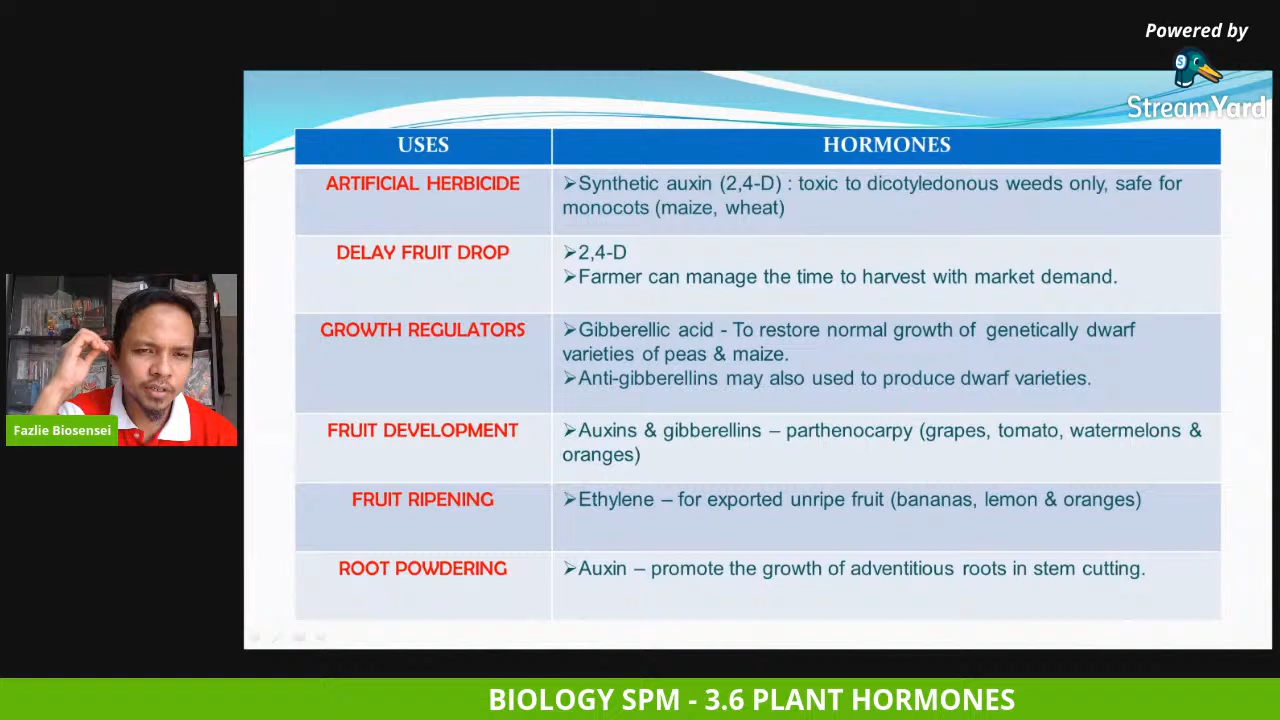 Powered by
StreamYard
USES HORMONES
ARTIFICIAL HERBICIDE
➢Synthetic auxin (2,4-D) : toxic to dicotyledonous weeds only, safe for
monocots (maize, wheat)
DELAY FRUIT DROP
➢2,4-D
➢Farmer can manage the time to harvest with market demand.
GROWTH REGULATORS
➢Gibberellic acid - To restore normal growth of genetically dwarf
varieties of peas & maize.
➢Anti-gibberellins may also used to produce dwarf varieties.
FRUIT DEVELOPMENT
➢Auxins & gibberellins – parthenocarpy (grapes, tomato, watermelons &
oranges)
FRUIT RIPENING
➢Ethylene – for exported unripe fruit (bananas, lemon & oranges)
ROOT POWDERING
➢Auxin – promote the growth of adventitious roots in stem cutting.
Fazlie Biosensei
BIOLOGY SPM - 3.6 PLANT HORMONES